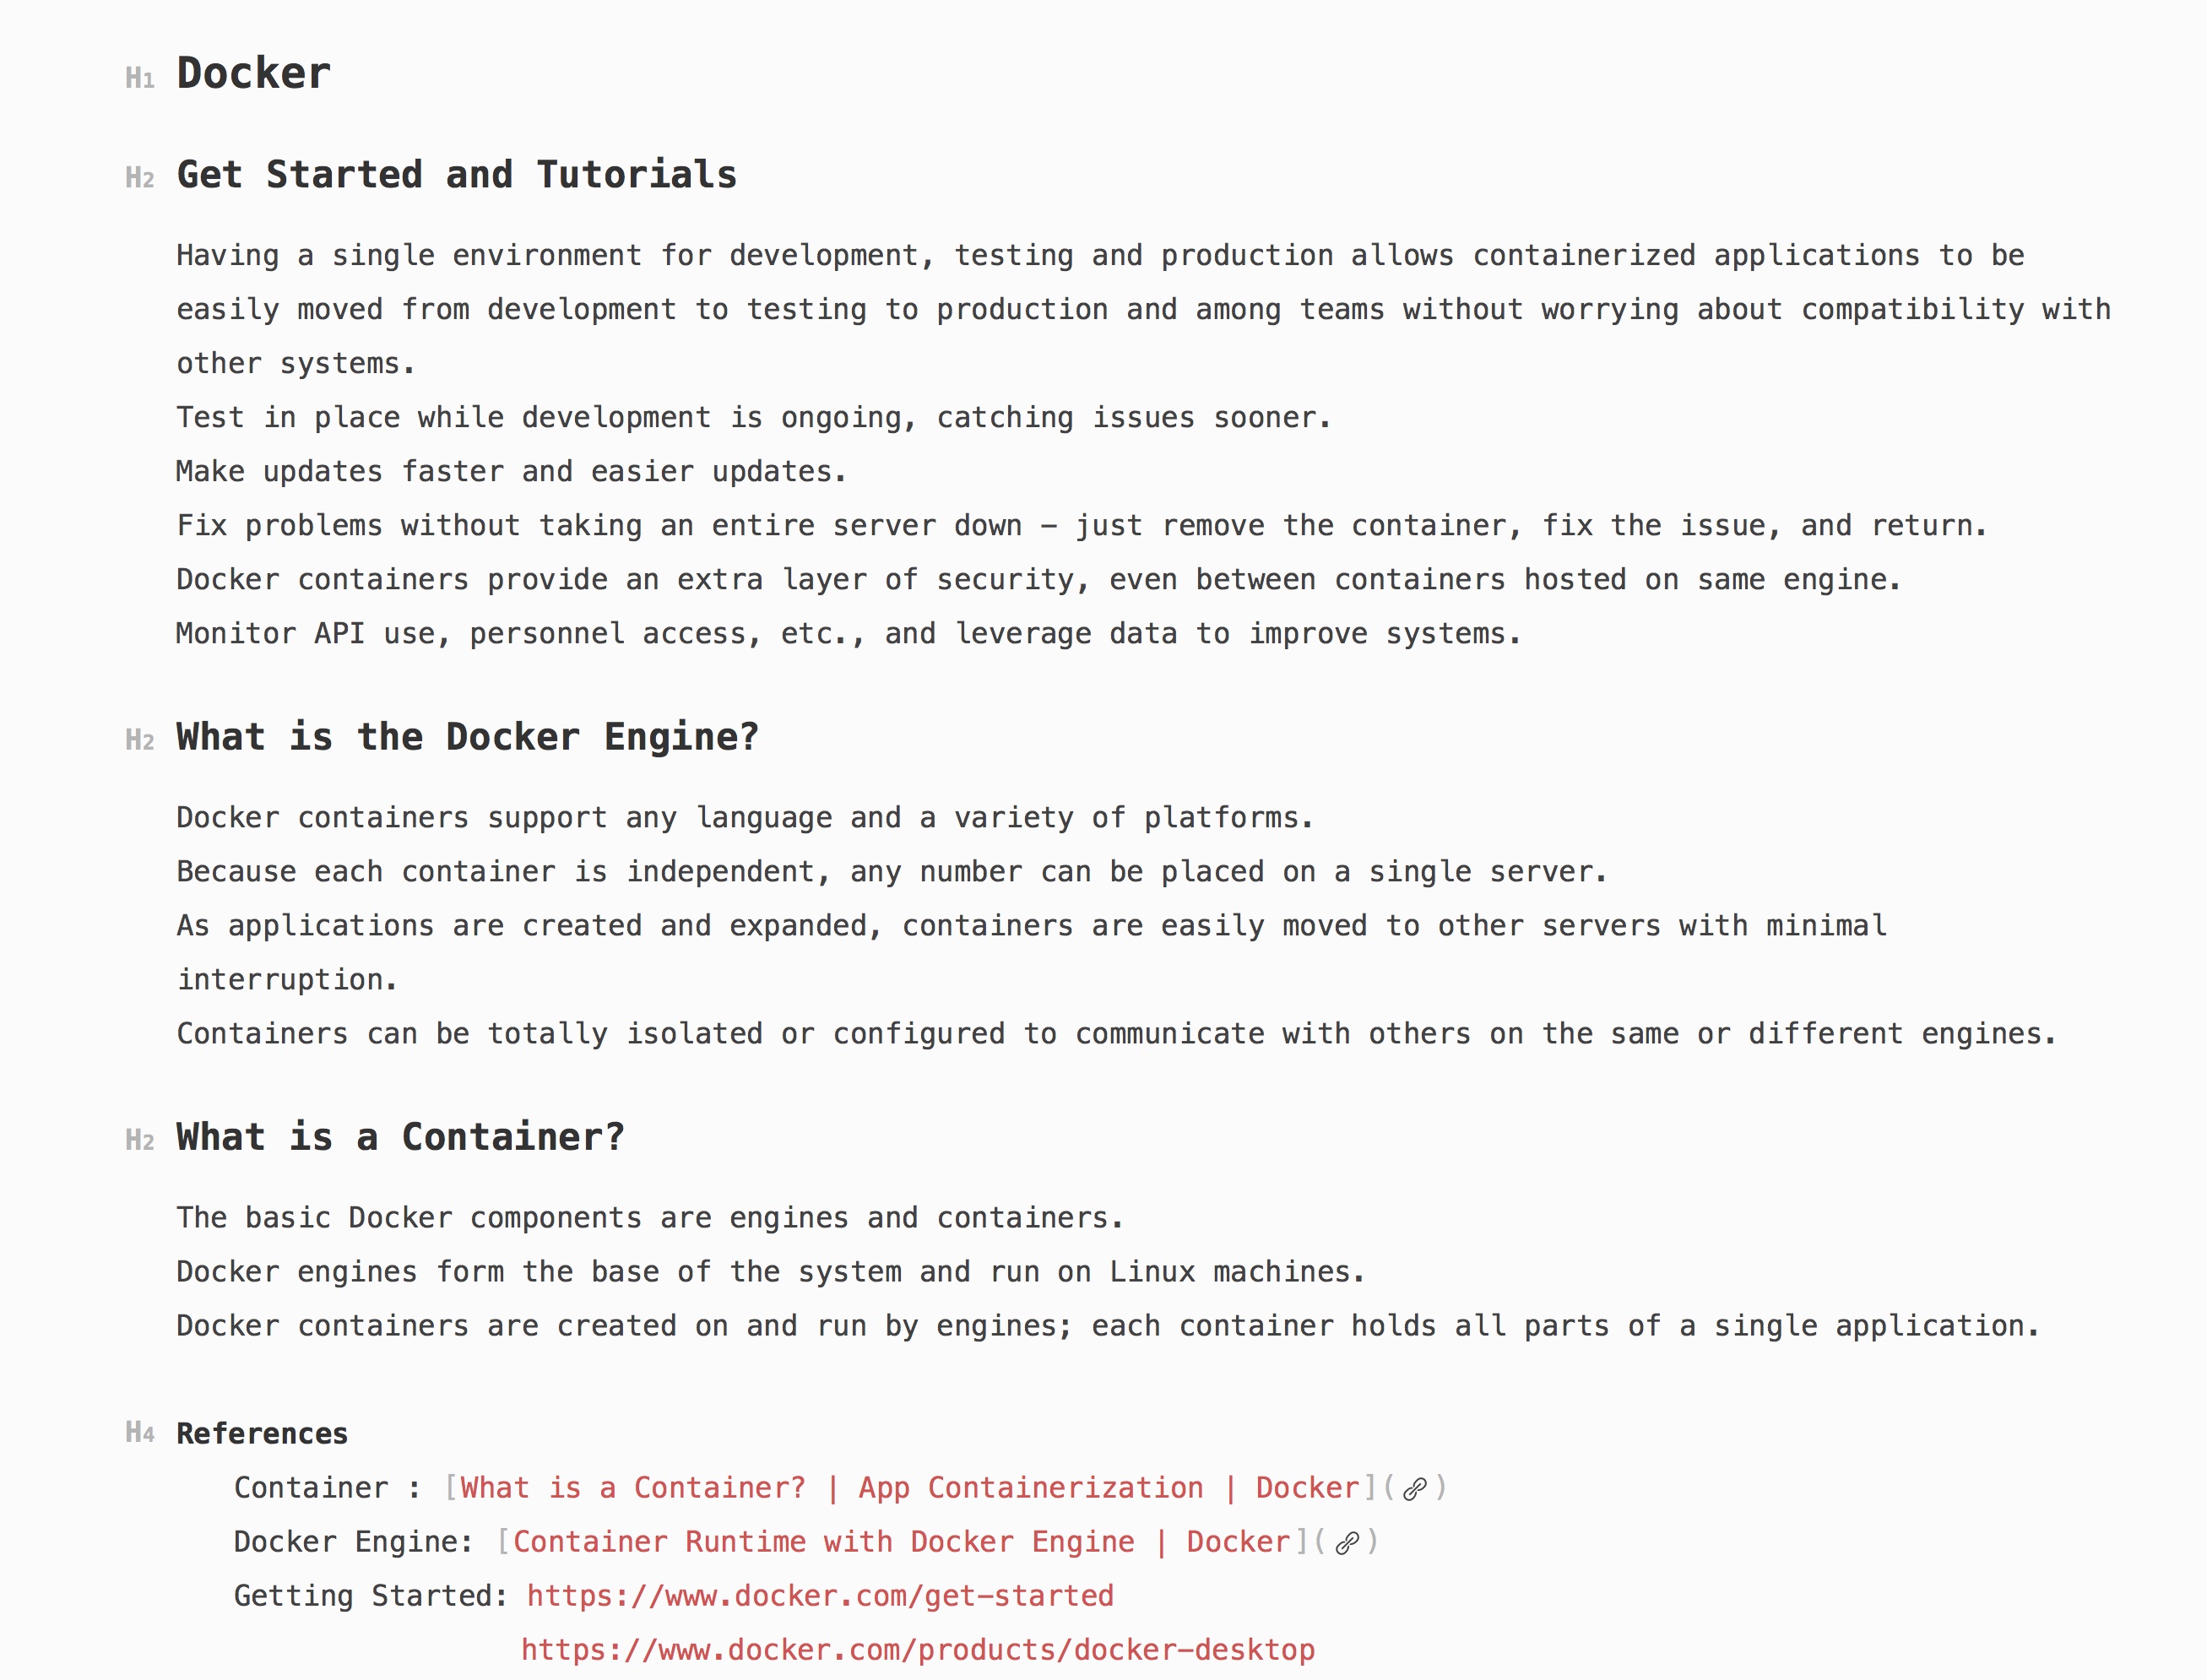 H1 Docker
H2 Get Started and Tutorials
Having a single environment for development, testing and production allows containerized applications to be
easily moved from development to testing to production and among teams without worrying about compatibility with
other systems.
Test in place while development is ongoing, catching issues sooner.
Make updates faster and easier updates.
Fix problems without taking an entire server down – just remove the container, fix the issue, and return.
Docker containers provide an extra layer of security, even between containers hosted on same engine.
Monitor API use, personnel access, etc., and leverage data to improve systems.
H2 What is the Docker Engine?
Docker containers support any language and a variety of platforms.
Because each container is independent, any number can be placed on a single server.
As applications are created and expanded, containers are easily moved to other servers with minimal
interruption.
Containers can be totally isolated or configured to communicate with others on the same or different engines.
H2 What is a Container?
The basic Docker components are engines and containers.
Docker engines form the base of the system and run on Linux machines.
Docker containers are created on and run by engines; each container holds all parts of a single application.
H4 References
Container : [What is a Container? | App Containerization | Docker]()
Docker Engine: [Container Runtime with Docker Engine | Docker]()
Getting Started: https://www.docker.com/get-started
https://www.docker.com/products/docker-desktop